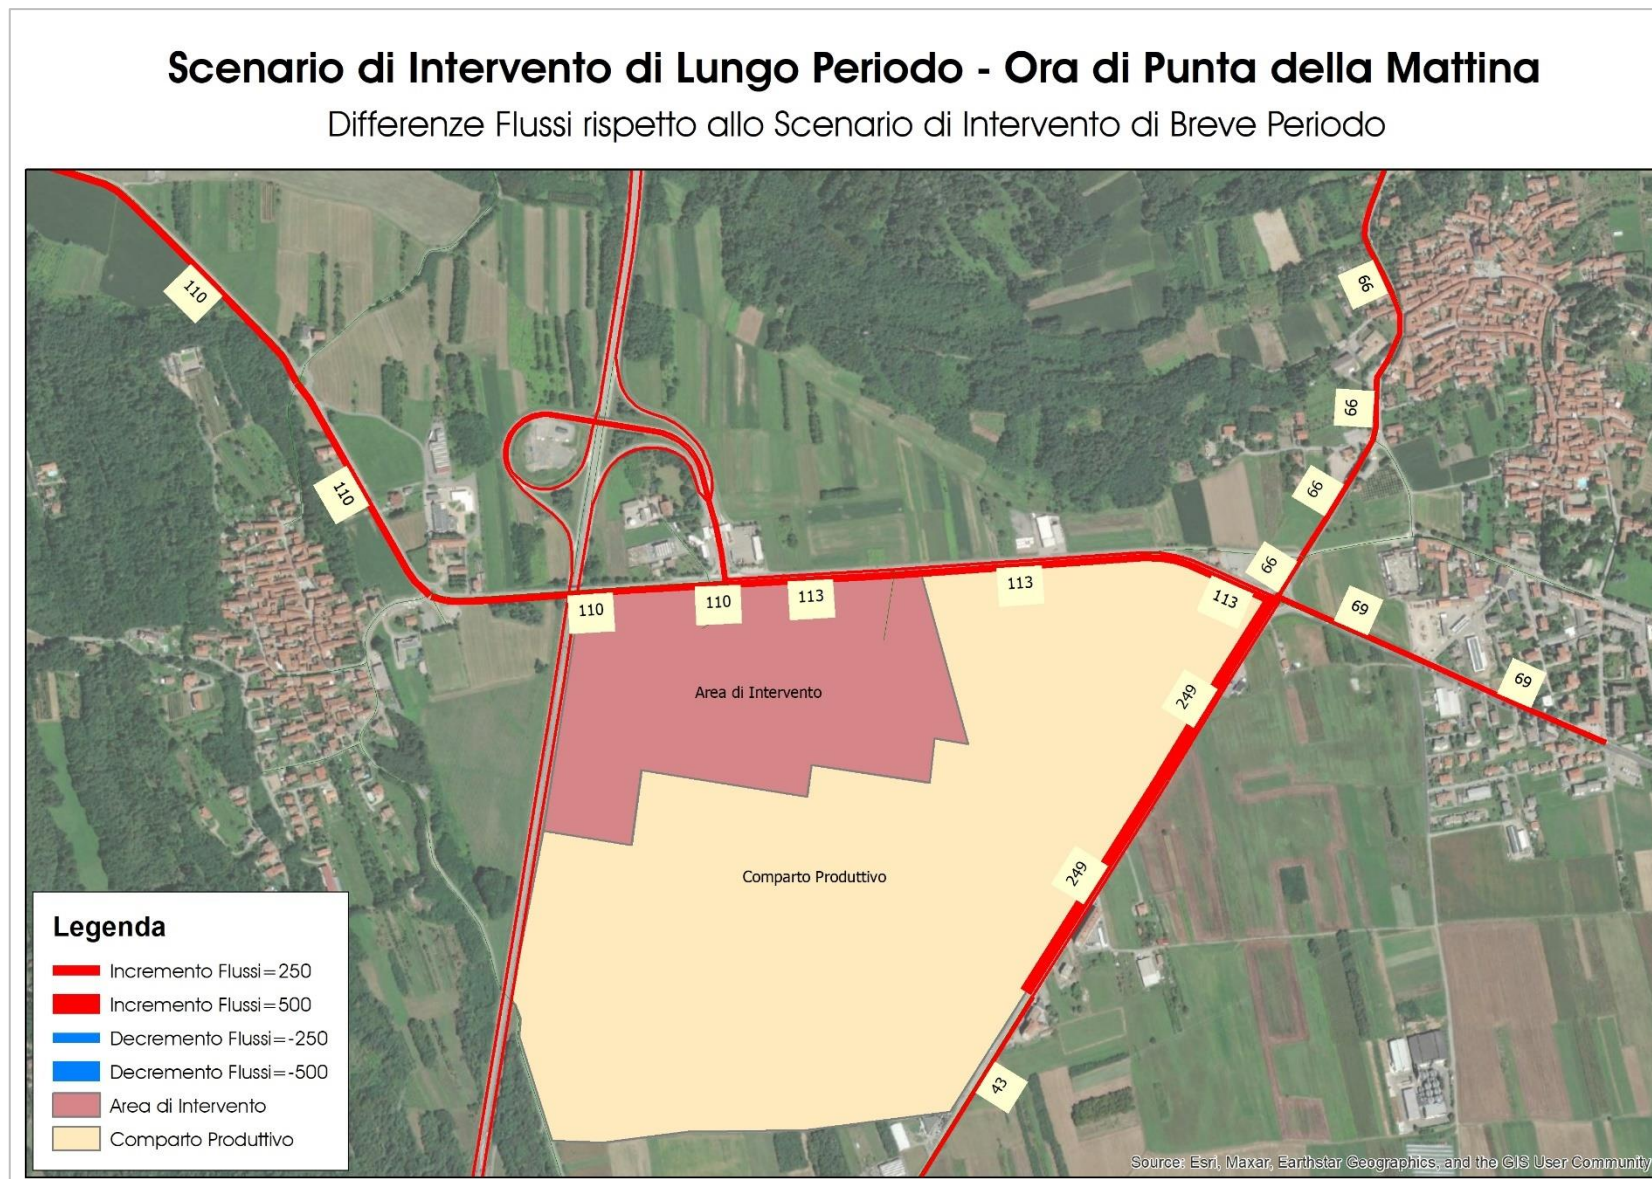 Scenario di Intervento di Lungo Periodo - Ora di Punta della Mattina
Differenze Flussi rispetto allo Scenario di Intervento di Breve Periodo
110
66
66
110
66
66
110
110
113
113
113
69
69
249
Area di Intervento
249
Comparto Produttivo
43
Legenda
Incremento Flussi=250
Incremento Flussi=500
Decremento Flussi=-250
Decremento Flussi=-500
Area di Intervento
Comparto Produttivo
Source: Esri, Maxar, Earthstar Geographics, and the GIS User Community